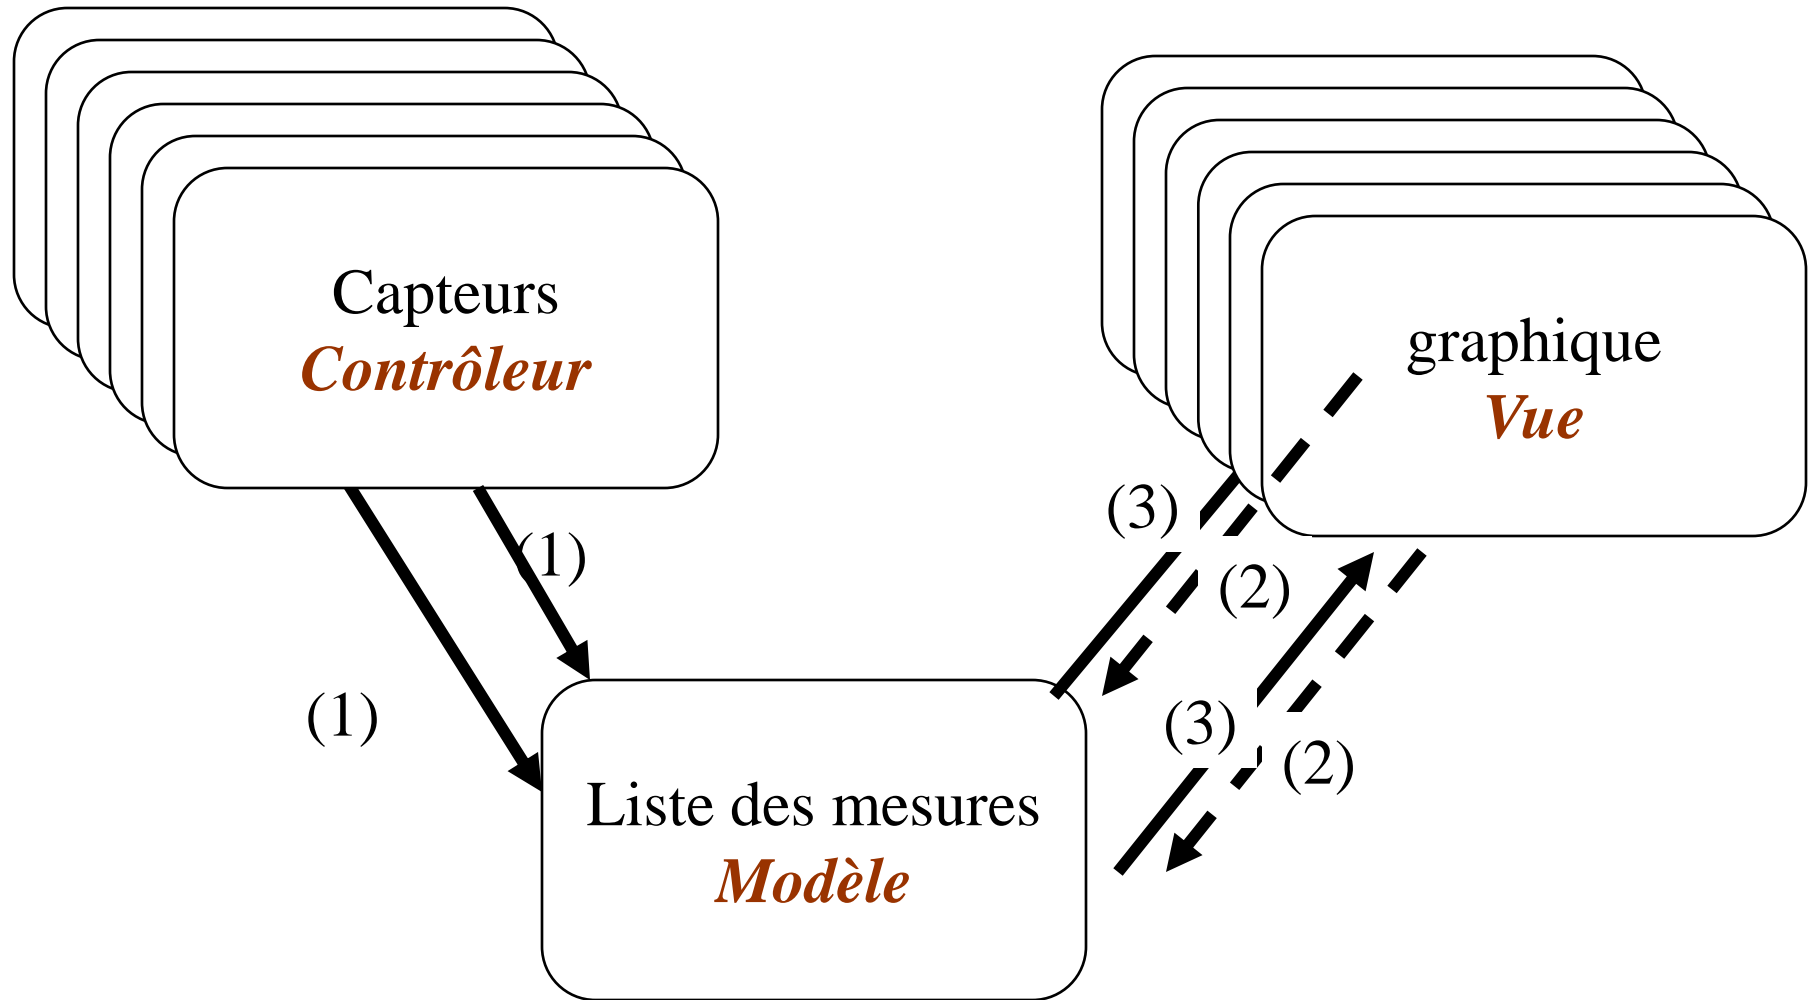 Capteurs
Contrôleur
graphique
Vue
(3)
(1)
(2)
(1)
(3)
(2)
Liste des mesures
Modèle